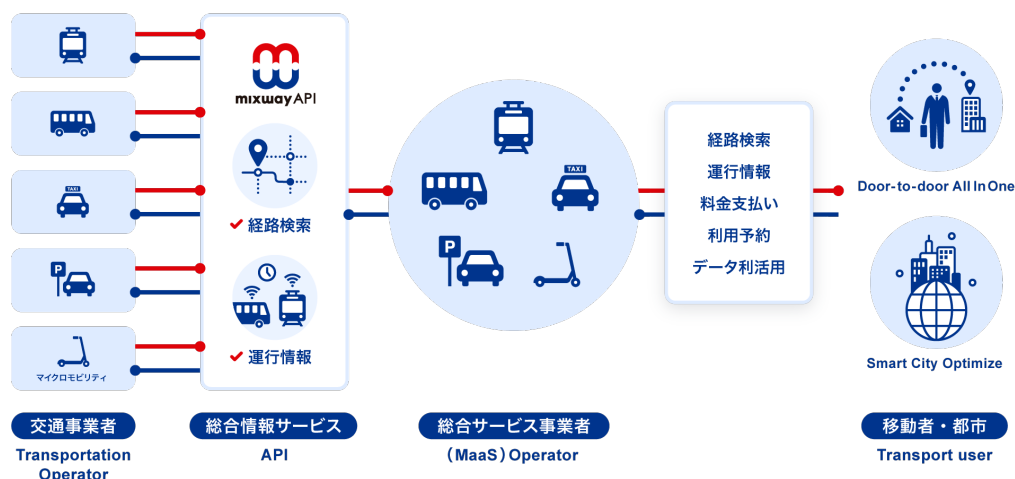 TAXI
P
マイクロモビリティ
mixway API
経路検索
運行情報
TAXI
P
経路検索
運行情報
料金支払い
利用予約
データ利活用
Door-to-door All In One
Smart City Optimize
交通事業者
Transportation
Operator
総合情報サービス
API
総合サービス事業者
（MaaS）Operator
移動者・都市
Transport user